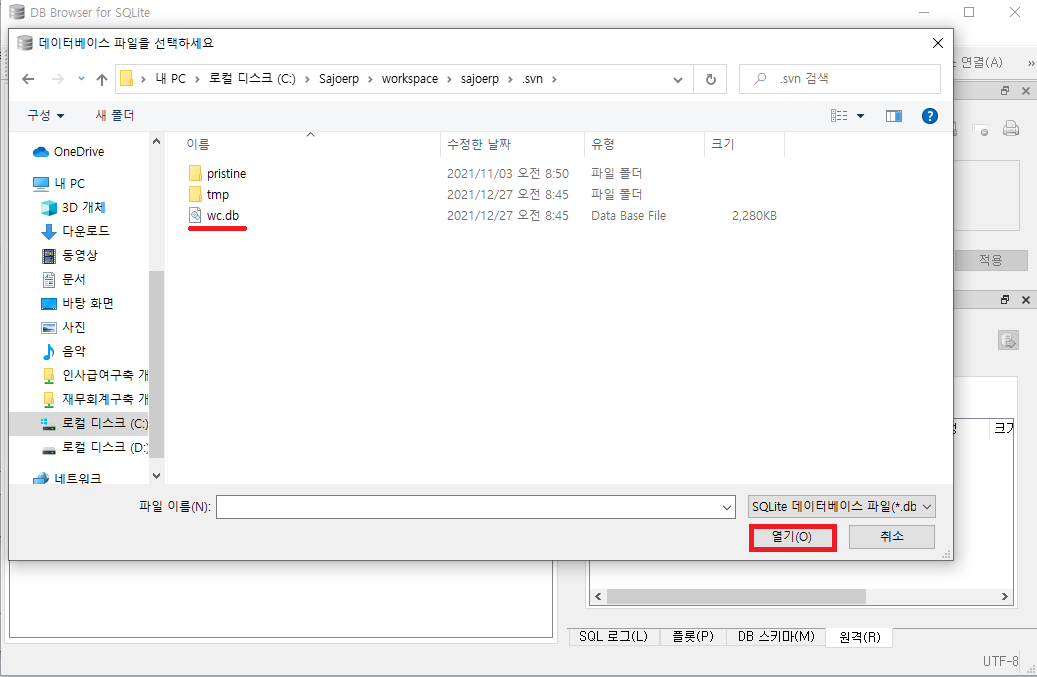 DB Browser for SQLite
데이터베이스 파일을 선택하세요
내 PC > 로컬 디스크 (C:) > Sajoerp > workspace > sajoerp > .svn >
.svn 검색
연결(A)
»
구성
새 폴더
이름
수정한 날짜
유형
크기
pristine
2021/11/03 오전 8:50
파일 폴더
tmp
2021/12/27 오전 8:45
파일 폴더
wc.db
2021/12/27 오전 8:45
Data Base File
2,280KB
OneDrive
내 PC
3D 개체
다운로드
동영상
문서
바탕 화면
사진
음악
인사급여구축 개
재무회계구축 개
로컬 디스크 (C:)
로컬 디스크 (D:)
네트워크
적용
크기
파일 이름(N):
SQLite 데이터베이스 파일(*.db
열기(O)
취소
SQL 로그(L)
플롯(P)
DB 스키마(M)
원격(R)
UTF-8